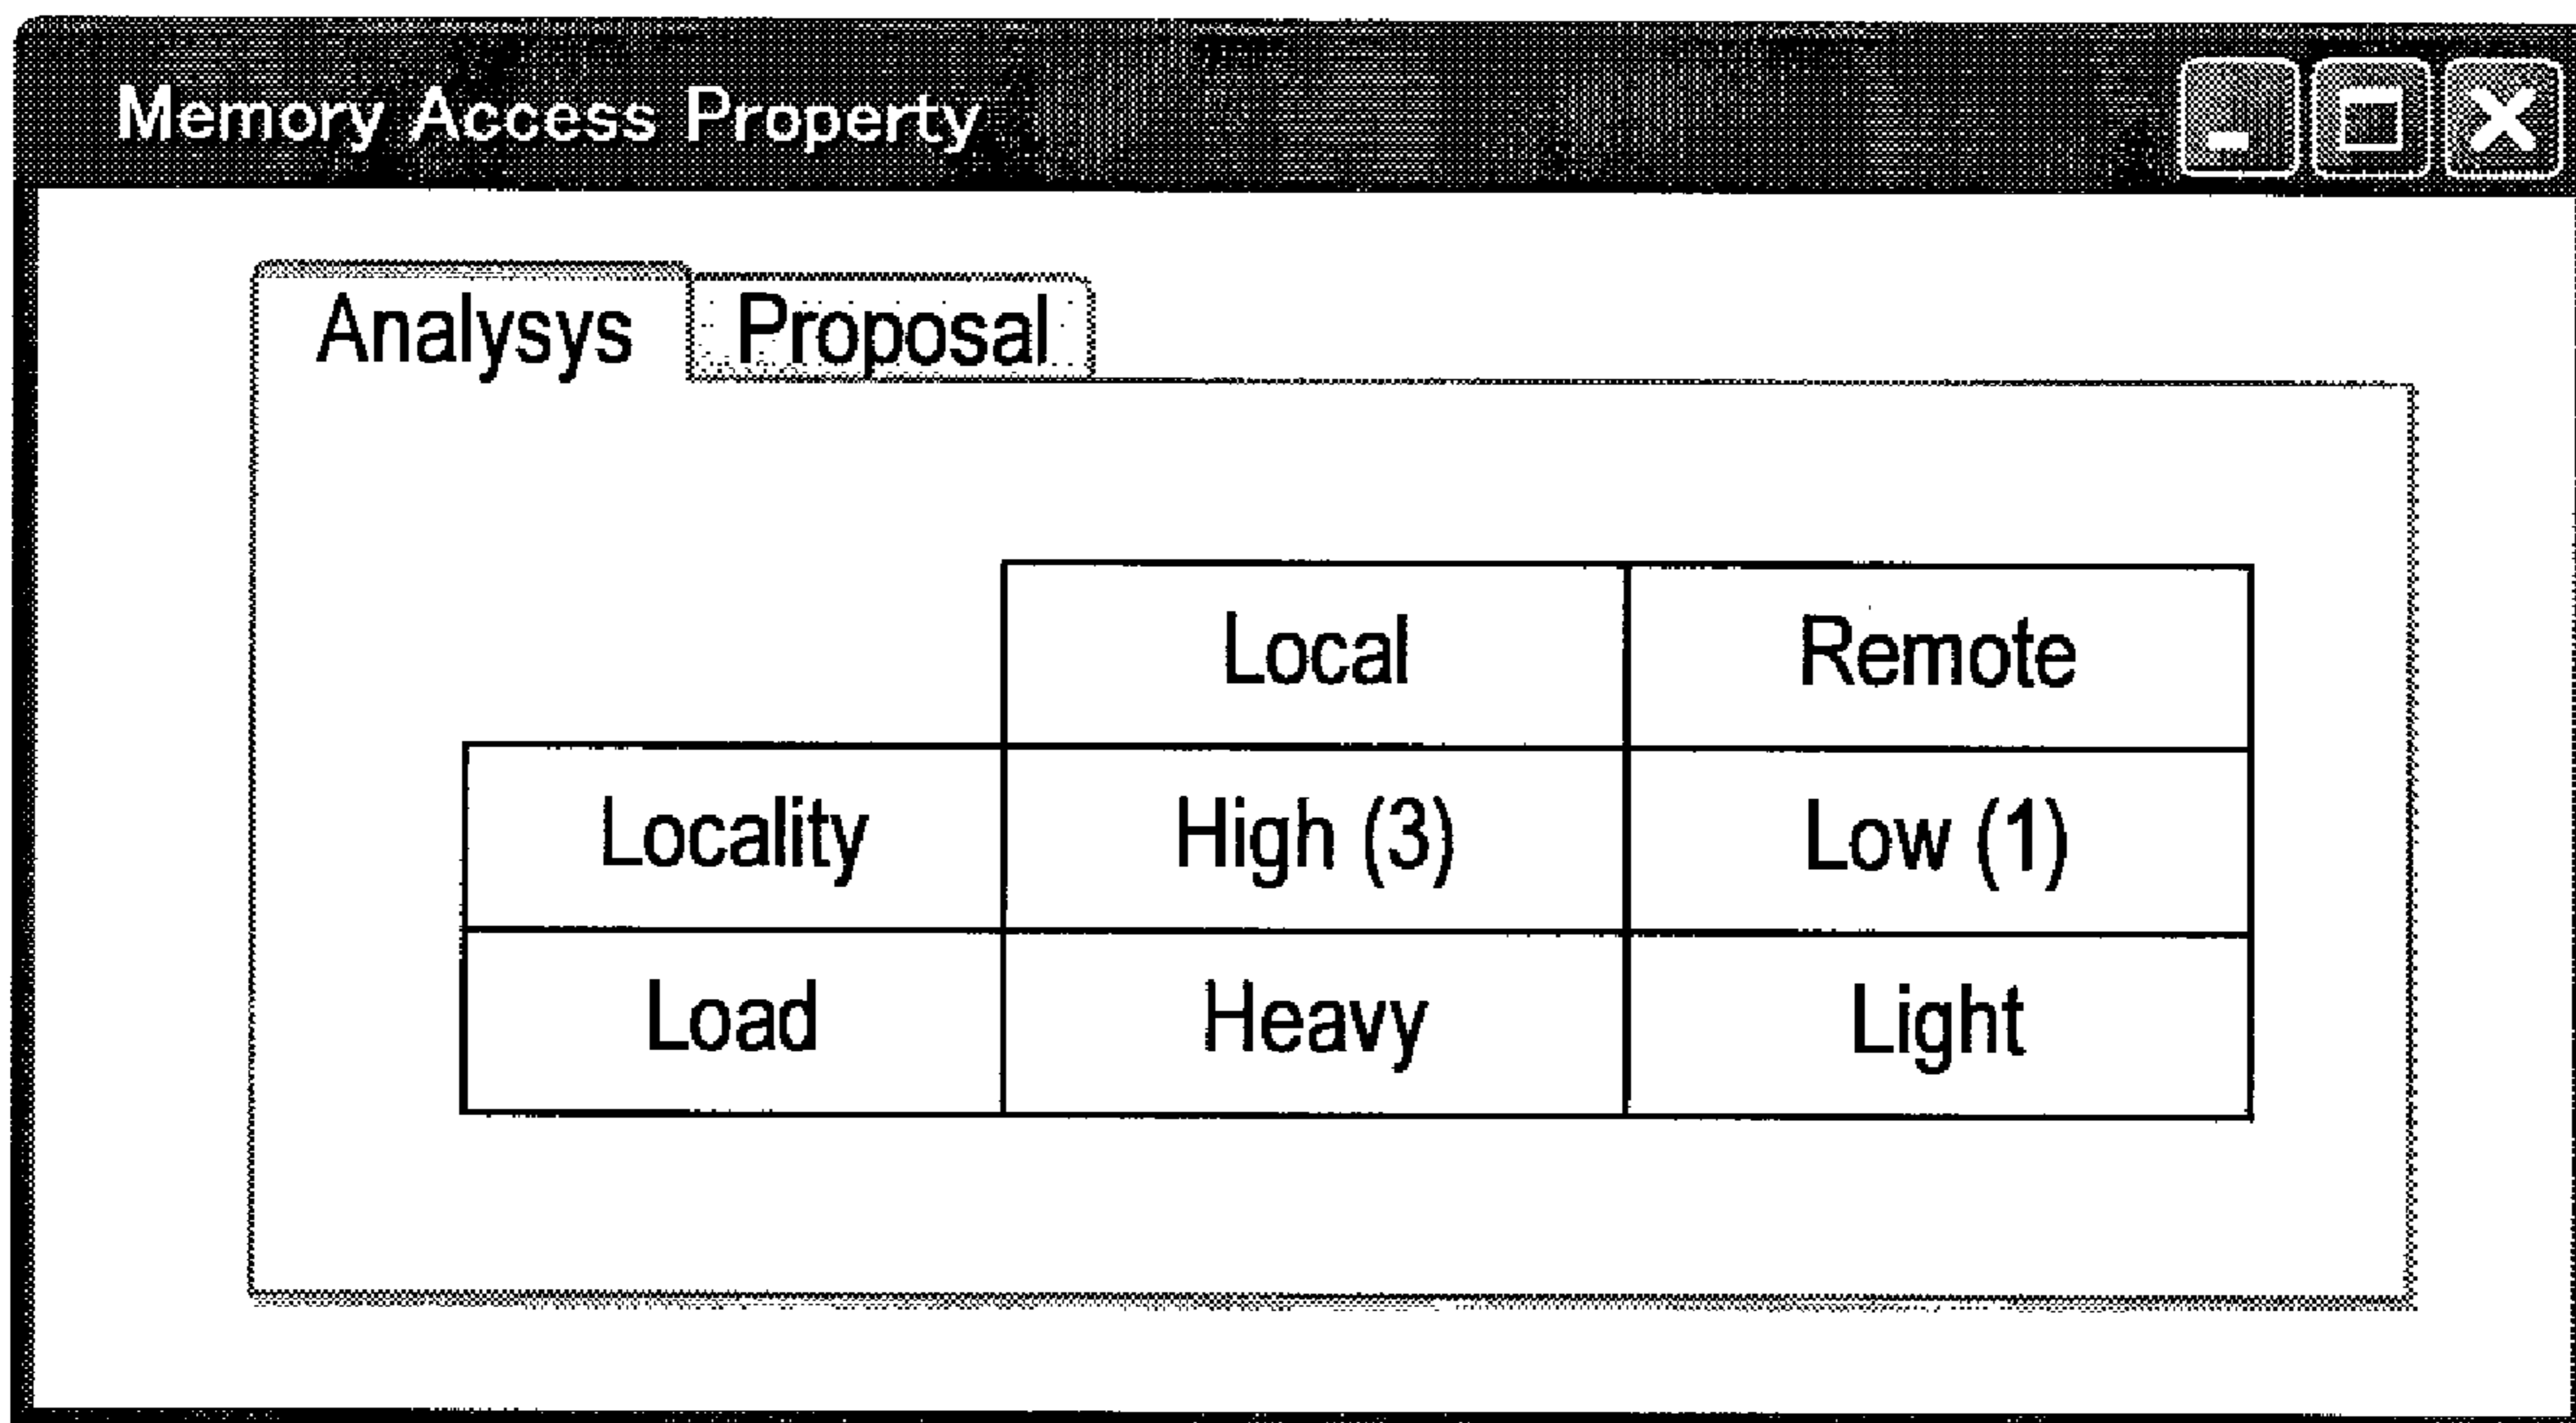 Memory Access Property
Analysys Proposal
Local Remote
Locality High (3) Low (1)
Load Heavy Light